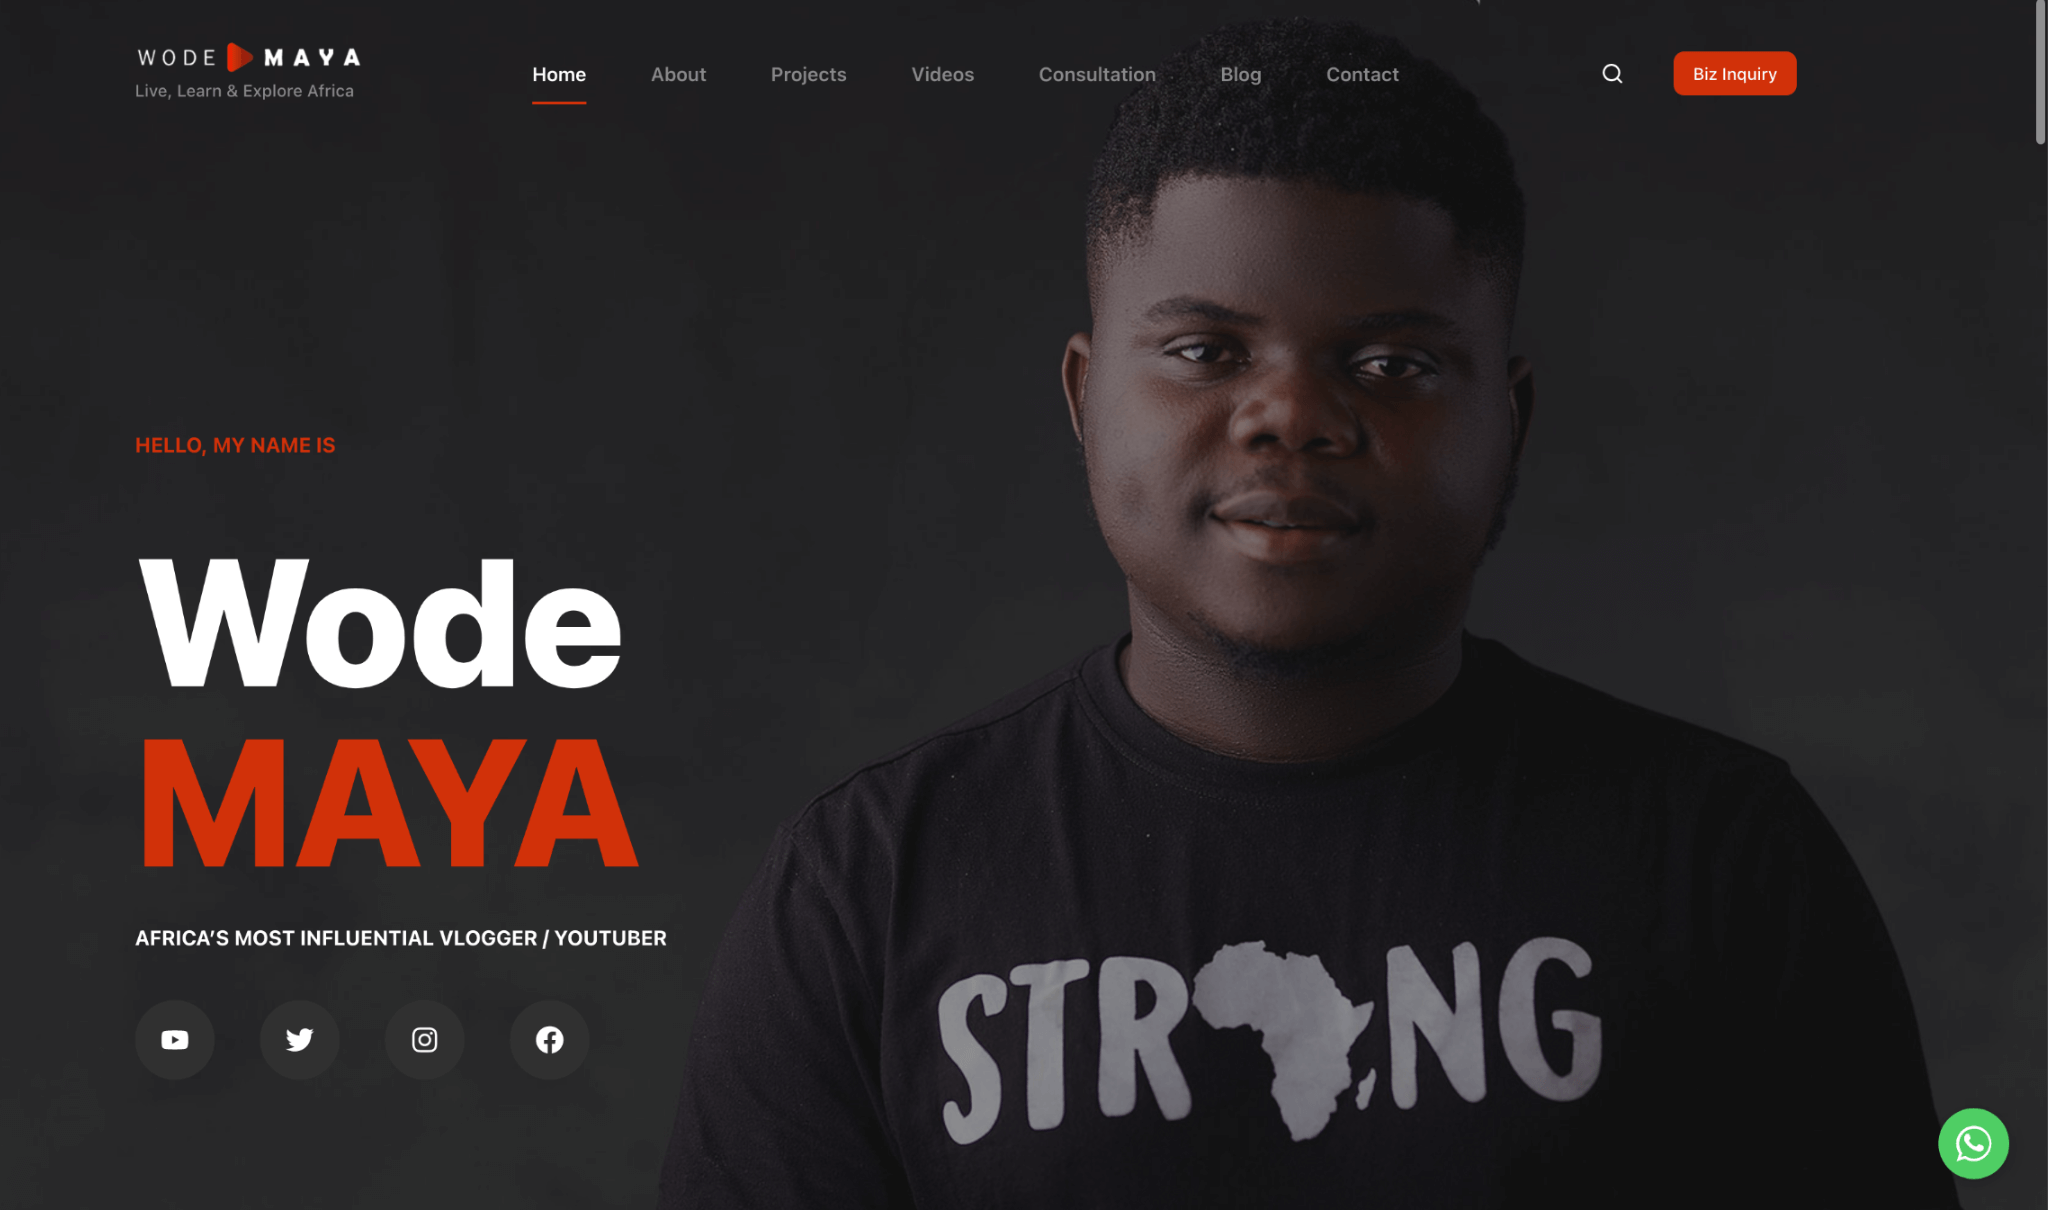 WODE MAYA
Live, Learn & Explore Africa
Home About Projects Videos Consultation Blog Contact
Biz Inquiry
HELLO, MY NAME IS
Wode
MAYA
AFRICA’S MOST INFLUENTIAL VLOGGER / YOUTUBER
STRONG